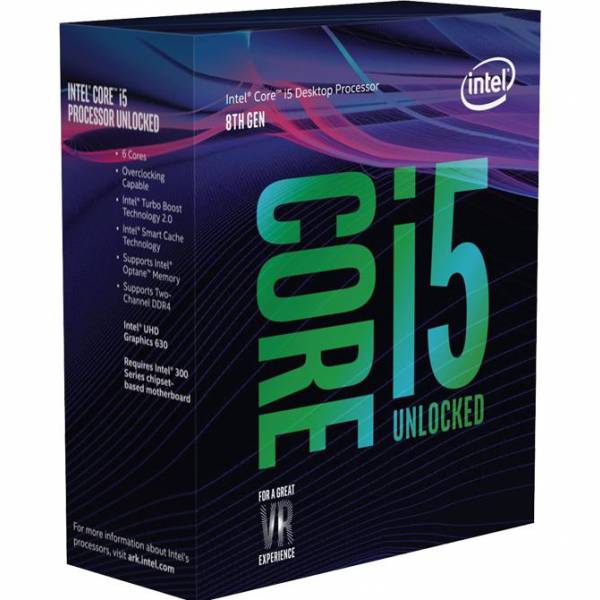 INTEL® CORE™ i5
PROCESSOR UNLOCKED
• 6 Cores
• Overclocking
Capable
• Intel® Turbo Boost
Technology 2.0
• Intel® Smart Cache
Technology
• Supports Intel®
Optane™ Memory
• Supports Two-
Channel DDR4
Intel® UHD
Graphics 630
Requires Intel® 300
Series chipset-
based motherboard
For more information about Intel's
processors, visit ark.intel.com
intel®
Intel® Core™ i5 Desktop Processor
8TH GEN
CORE
i5
UNLOCKED
FOR A GREAT
VR
EXPERIENCE